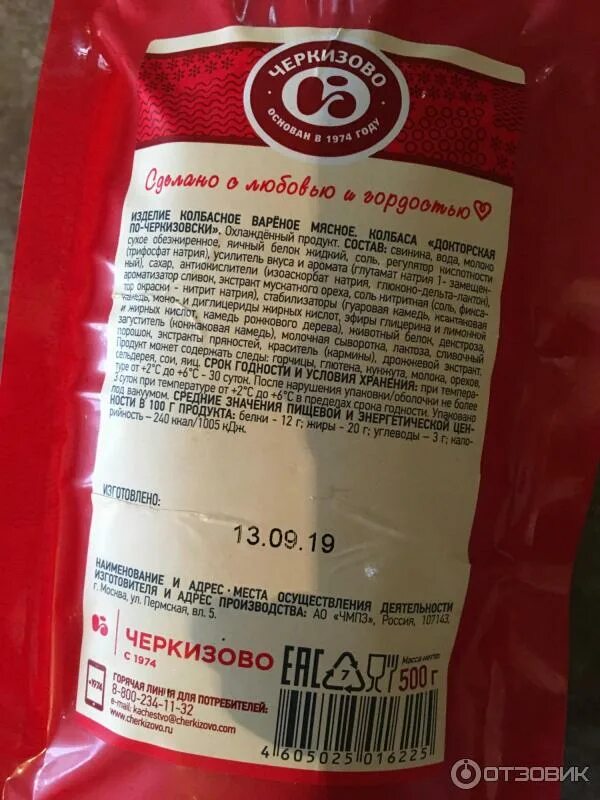 ЧЕРКИЗОВО
ОСНОВАН В 1974 ГОДУ
Сделано с любовью и гордостью
ИЗДЕЛИЕ КОЛБАСНОЕ ВАРЁНОЕ МЯСНОЕ. КОЛБАСА «ДОКТОРСКАЯ
ПО-ЧЕРКИЗОВСКИ». Охлаждённый продукт. СОСТАВ: свинина, вода, молоко
сухое обезжиренное, яичный белок жидкий, соль, регулятор кислотности
(трифосфат натрия), усилитель вкуса и аромата (глутамат натрия 1- замещен-
ный), сахар, антиокислители (изоаскорбат натрия, глюконо-дельта-лактон),
ароматизатор сливок, экстракт мускатного ореха, соль нитритная (соль, фикса-
тор окраски - нитрит натрия), стабилизаторы (гуаровая камедь, ксантановая
камедь, моно- и диглицериды жирных кислот, эфиры глицерина и лимонной
и жирных кислот, камедь рожкового дерева), животный белок, декстроза,
загуститель (конжаковая камедь), молочная сыворотка, лактоза, сливочный
порошок, экстракты пряностей, краситель (кармины), дрожжевой экстракт.
Продукт может содержать следы: горчицы, глютена, кунжута, молока, орехов,
сельдерея, сои, яиц. СРОК ГОДНОСТИ И УСЛОВИЯ ХРАНЕНИЯ: при темпера-
туре от +2°С до +6°С - 30 суток. После нарушения упаковки/оболочки не более
3 суток при температуре от +2°С до +6°С в пределах срока годности. Упаковано
под вакуумом. СРЕДНИЕ ЗНАЧЕНИЯ ПИЩЕВОЙ И ЭНЕРГЕТИЧЕСКОЙ ЦЕН-
НОСТИ В 100 Г ПРОДУКТА: белки - 12 г; жиры - 20 г; углеводы – 3 г; кало-
рийность – 240 ккал/1005 кДж.
ИЗГОТОВЛЕНО:
13.09.19
НАИМЕНОВАНИЕ И АДРЕС МЕСТА ОСУЩЕСТВЛЕНИЯ ДЕЯТЕЛЬНОСТИ
ИЗГОТОВИТЕЛЯ И АДРЕС ПРОИЗВОДСТВА: АО «ЧМПЗ», Россия, 107143,
г. Москва, ул. Пермская, вл. 5.
ЧЕРКИЗОВО
С 1974
EAC
7
Масса нетто:
500 г
ГОРЯЧАЯ ЛИНИЯ ДЛЯ ПОТРЕБИТЕЛЕЙ:
8-800-234-11-32
e-mail: kachestvo@cherkizovo.com
www.cherkizovo.ru
*1974
4 605025 016225
ОТЗОВИК